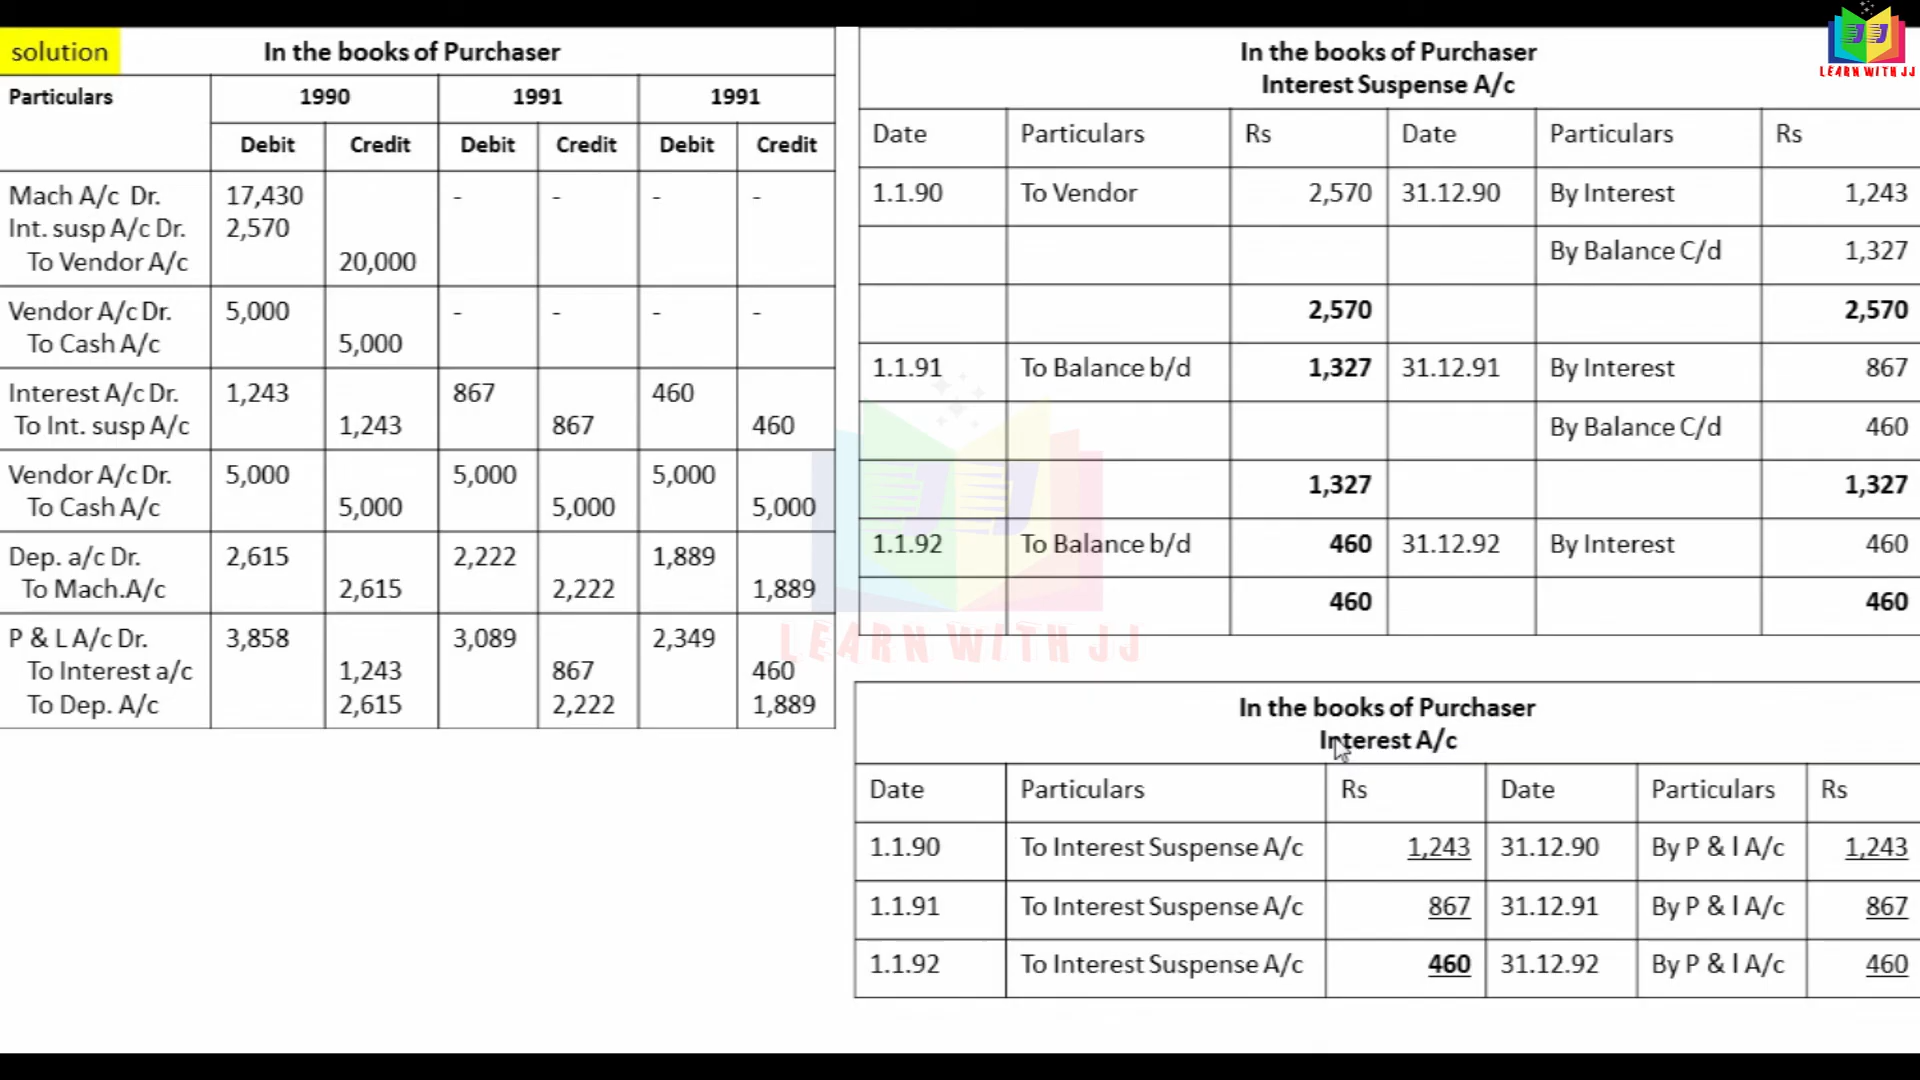 solution
In the books of Purchaser
Particulars 1990 1991 1991
Debit Credit Debit Credit Debit Credit
Mach A/c Dr. 17,430 - - - -
Int. susp A/c Dr. 2,570
To Vendor A/c 20,000
Vendor A/c Dr. 5,000 - - - -
To Cash A/c 5,000
Interest A/c Dr. 1,243 867 460
To Int. susp A/c 1,243 867 460
Vendor A/c Dr. 5,000 5,000 5,000
To Cash A/c 5,000 5,000 5,000
Dep. a/c Dr. 2,615 2,222 1,889
To Mach.A/c 2,615 2,222 1,889
P & L A/c Dr. 3,858 3,089 2,349
To Interest a/c 1,243 867 460
To Dep. A/c 2,615 2,222 1,889
In the books of Purchaser
Interest Suspense A/c
Date Particulars Rs Date Particulars Rs
1.1.90 To Vendor 2,570 31.12.90 By Interest 1,243
By Balance C/d 1,327
2,570 2,570
1.1.91 To Balance b/d 1,327 31.12.91 By Interest 867
By Balance C/d 460
1,327 1,327
1.1.92 To Balance b/d 460 31.12.92 By Interest 460
460 460
In the books of Purchaser
Interest A/c
Date Particulars Rs Date Particulars Rs
1.1.90 To Interest Suspense A/c 1,243 31.12.90 By P & l A/c 1,243
1.1.91 To Interest Suspense A/c 867 31.12.91 By P & l A/c 867
1.1.92 To Interest Suspense A/c 460 31.12.92 By P & l A/c 460
JJ
LEARN WITH JJ
JJ
LEARN WITH JJ